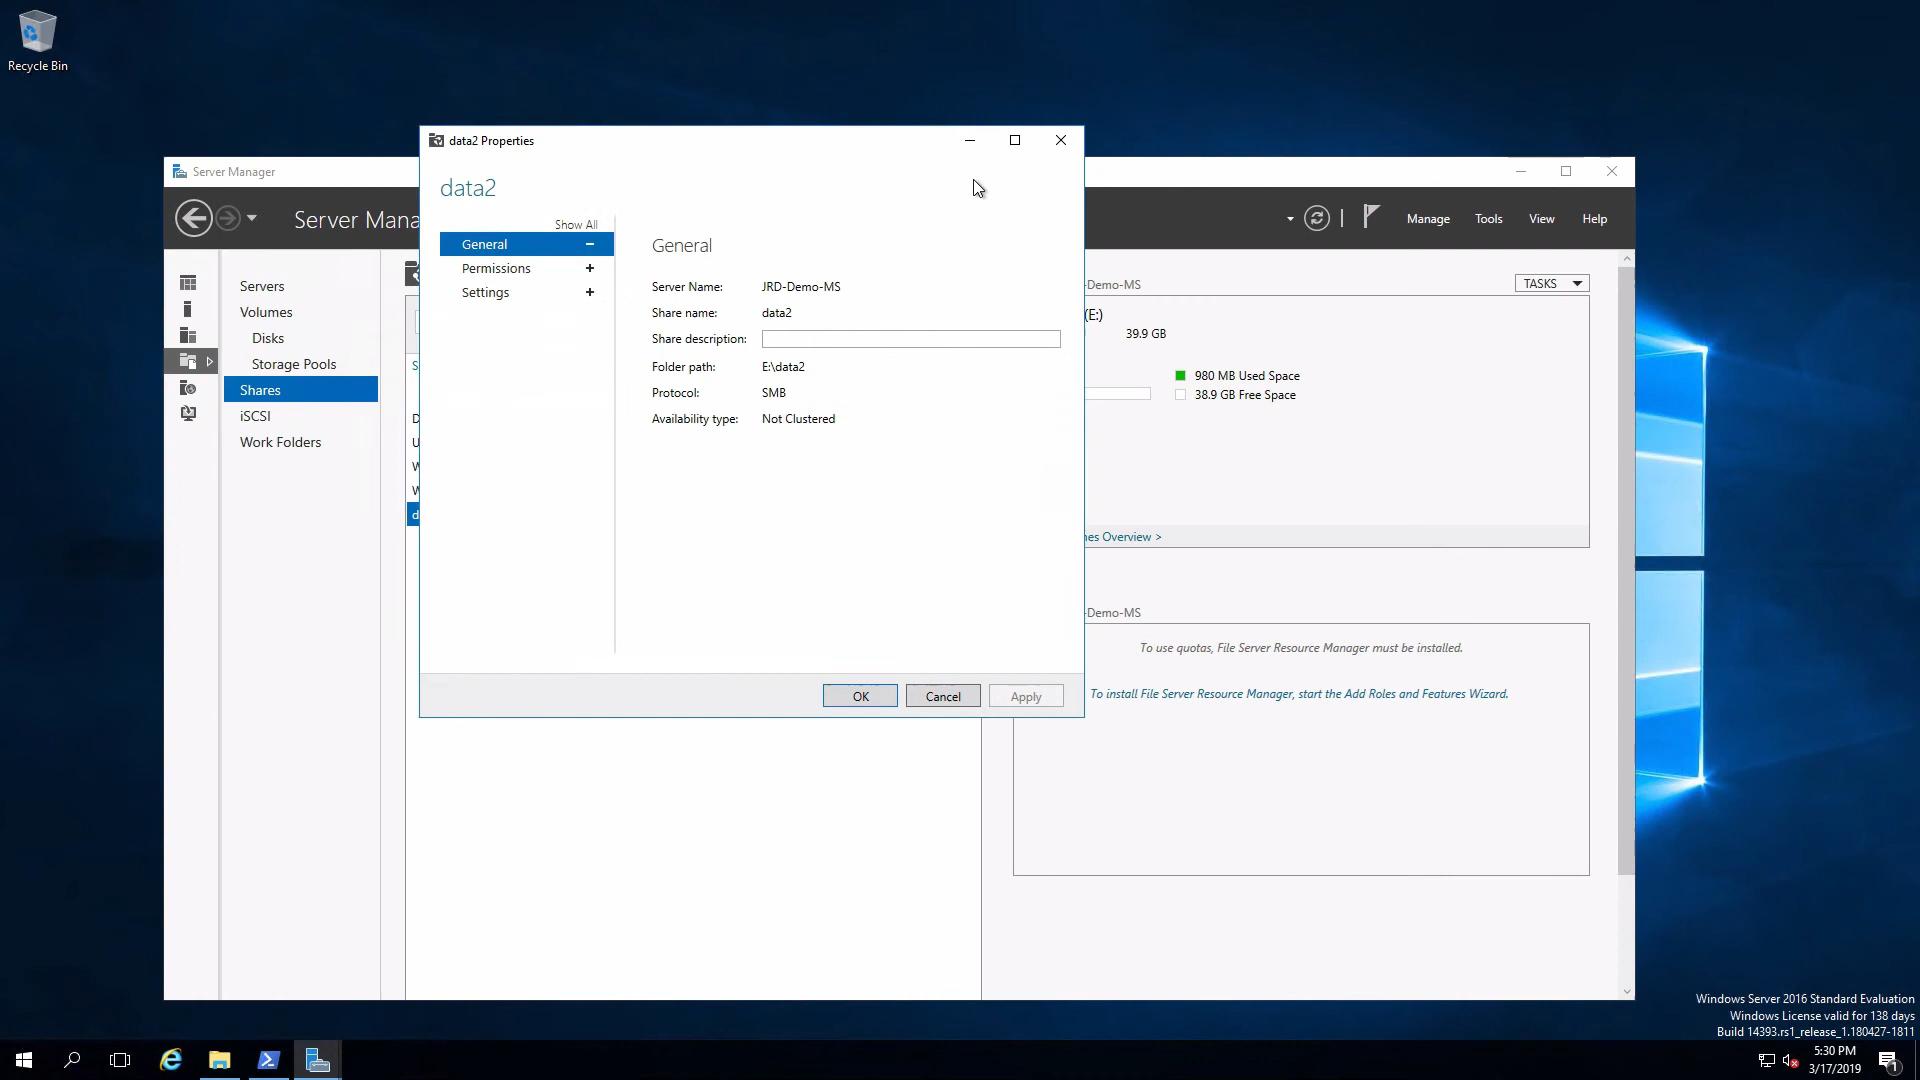 Recycle Bin
data2 Properties
data2
Show All
General
Permissions
Settings
General
Server Name: JRD-Demo-MS
Share name: data2
Share description:
Folder path: E:\data2
Protocol: SMB
Availability type: Not Clustered
OK Cancel Apply
Server Manager
Server Mana
Manage Tools View Help
Servers
Volumes
Disks
Storage Pools
Shares
iSCSI
Work Folders
-Demo-MS
TASKS
(E:)
39.9 GB
980 MB Used Space
38.9 GB Free Space
nes Overview >
-Demo-MS
To use quotas, File Server Resource Manager must be installed.
To install File Server Resource Manager, start the Add Roles and Features Wizard.
Windows Server 2016 Standard Evaluation
Windows License valid for 138 days
Build 14393.rs1_release_1.180427-1811
5:30 PM
3/17/2019
1